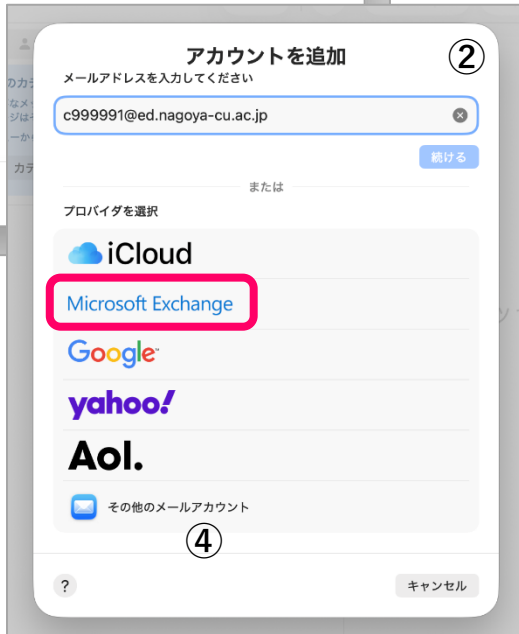 アカウントを追加
②
メールアドレスを入力してください
c999991@ed.nagoya-cu.ac.jp
続ける
または
プロバイダを選択
iCloud
Microsoft Exchange
Google
yahoo!
Aol.
その他のメールアカウント
④
?
キャンセル